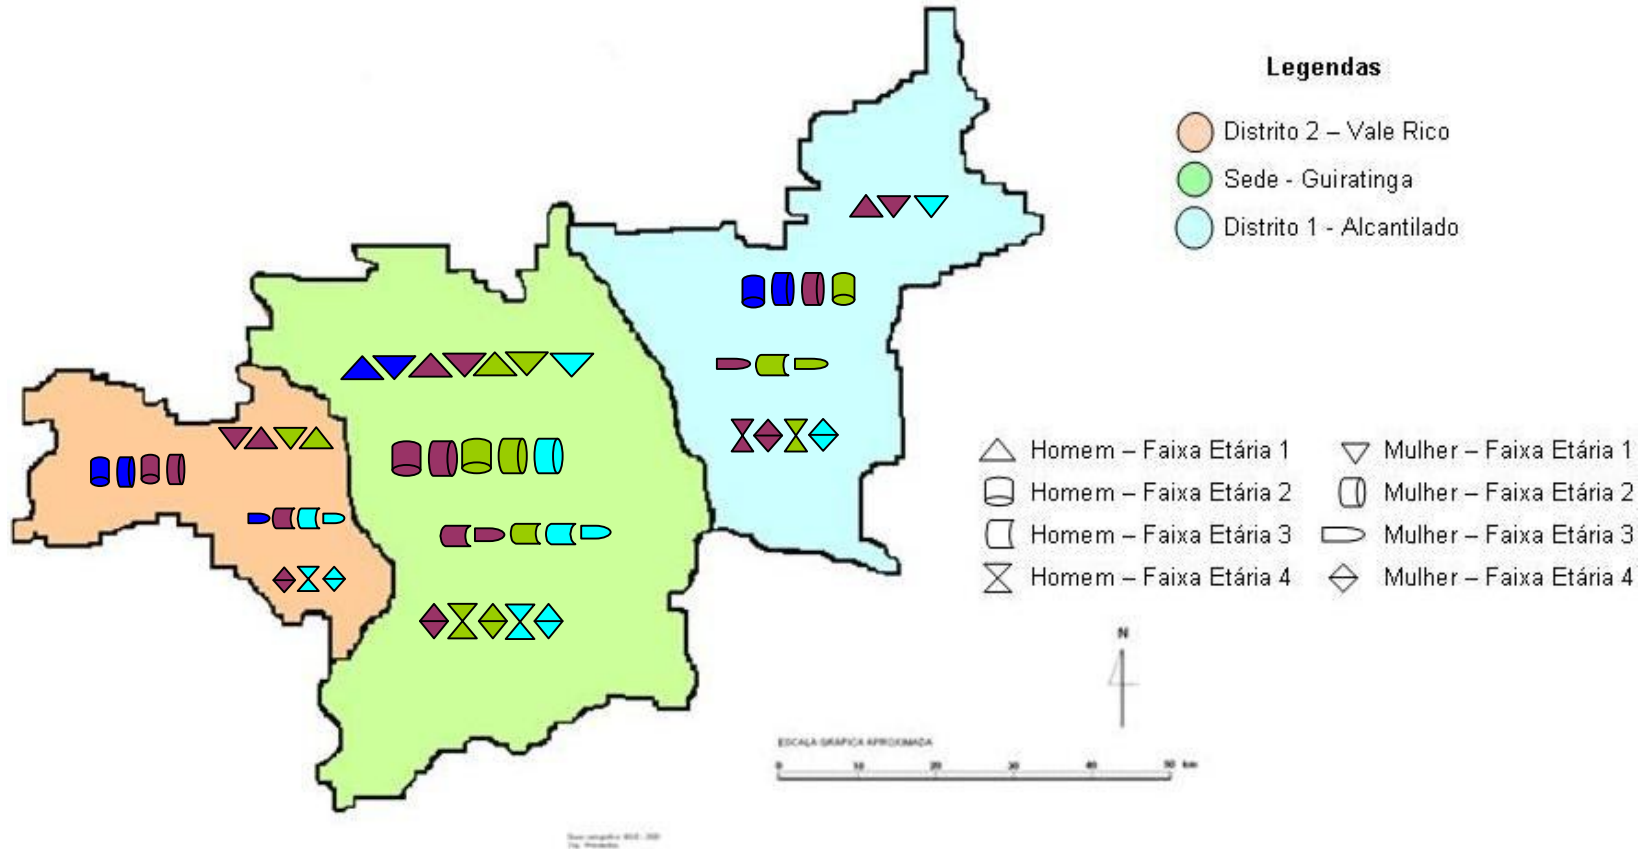 Legendas
Distrito 2 – Vale Rico
Sede - Guiratinga
Distrito 1 - Alcantilado
Homem – Faixa Etária 1
Mulher – Faixa Etária 1
Homem – Faixa Etária 2
Mulher – Faixa Etária 2
Homem – Faixa Etária 3
Mulher – Faixa Etária 3
Homem – Faixa Etária 4
Mulher – Faixa Etária 4
N
ESCALA GRÁFICA APROXIMADA
0 10 20 30 40 50 km